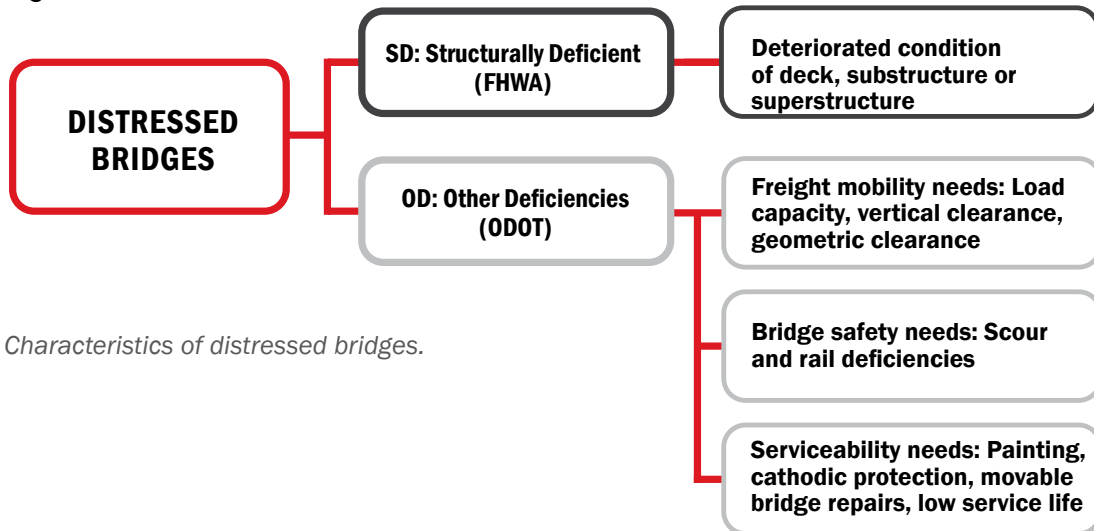 DISTRESSED
BRIDGES
SD: Structurally Deficient
(FHWA)
Deteriorated condition
of deck, substructure or
superstructure
OD: Other Deficiencies
(ODOT)
Freight mobility needs: Load
capacity, vertical clearance,
geometric clearance
Bridge safety needs: Scour
and rail deficiencies
Serviceability needs: Painting,
cathodic protection, movable
bridge repairs, low service life
Characteristics of distressed bridges.